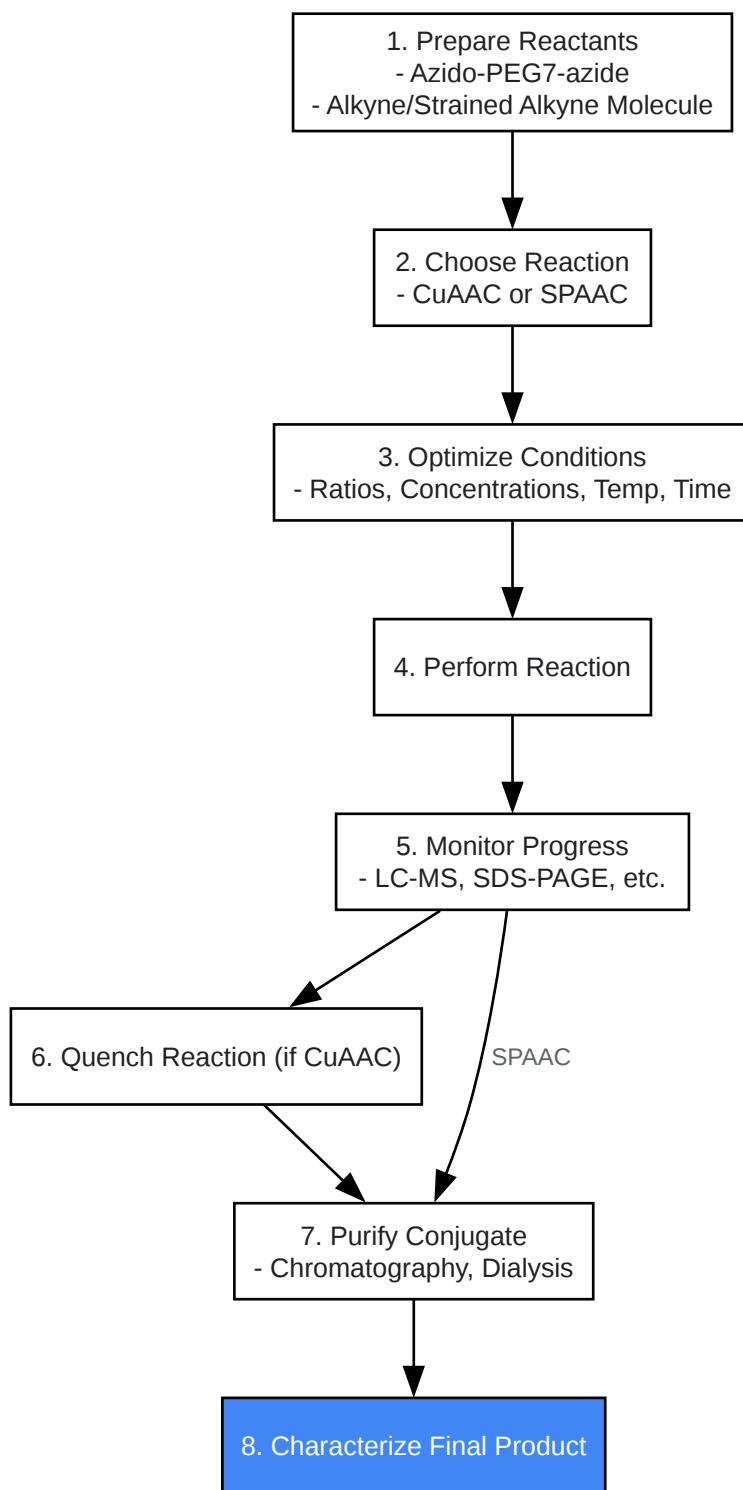 1. Prepare Reactants
- Azido-PEG7-azide
- Alkyne/Strained Alkyne Molecule
2. Choose Reaction
- CuAAC or SPAAC
3. Optimize Conditions
- Ratios, Concentrations, Temp, Time
4. Perform Reaction
5. Monitor Progress
- LC-MS, SDS-PAGE, etc.
6. Quench Reaction (if CuAAC)
SPAAC
7. Purify Conjugate
- Chromatography, Dialysis
8. Characterize Final Product